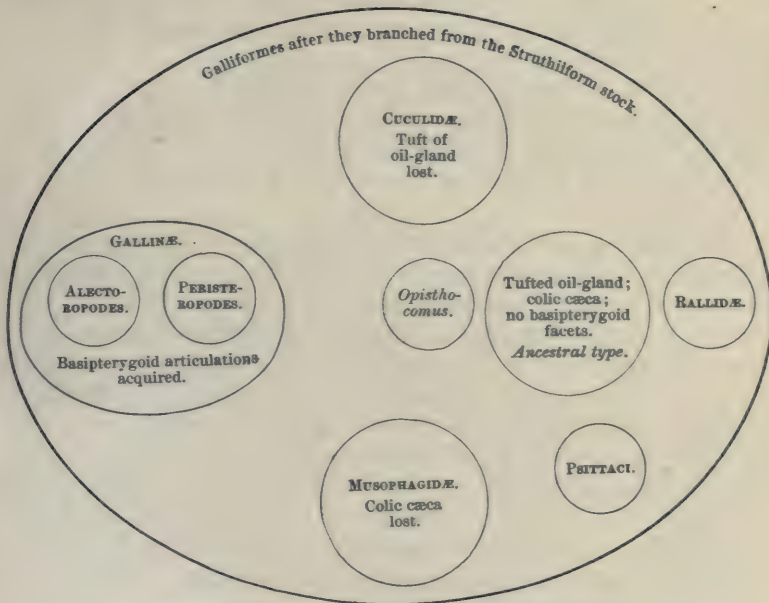 Galliformes after they branched from the Struthiiform stock.
CUCULIDÆ.
Tuft of
oil-gland
lost.
GALLINÆ.
ALECTO-
ROPODES.
PERISTE-
ROPODES.
Basipterygoid articulations
acquired.
Opistho-
comus.
Tufted oil-gland;
colic cæca;
no basipterygoid
facets.
Ancestral type.
RALLIDÆ.
MUSOPHAGIDÆ.
Colic cæca
lost.
PSITTACI.